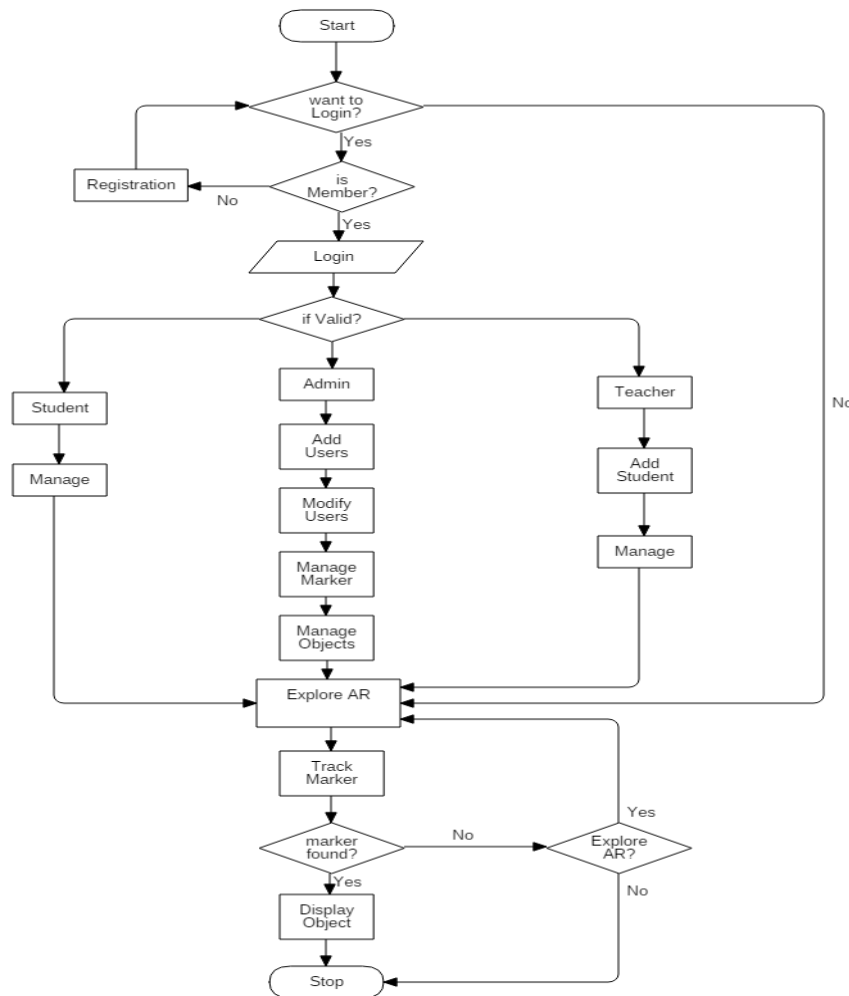 Start
want to
Login?
Yes
is
Member?
Registration
No
Yes
Login
if Valid?
Admin
Teacher
Student
No
Add
Users
Add
Student
Manage
Modify
Users
Manage
Manage
Marker
Manage
Objects
Explore AR
Track
Marker
Yes
No
marker
found?
Explore
AR?
Yes
No
Display
Object
Stop